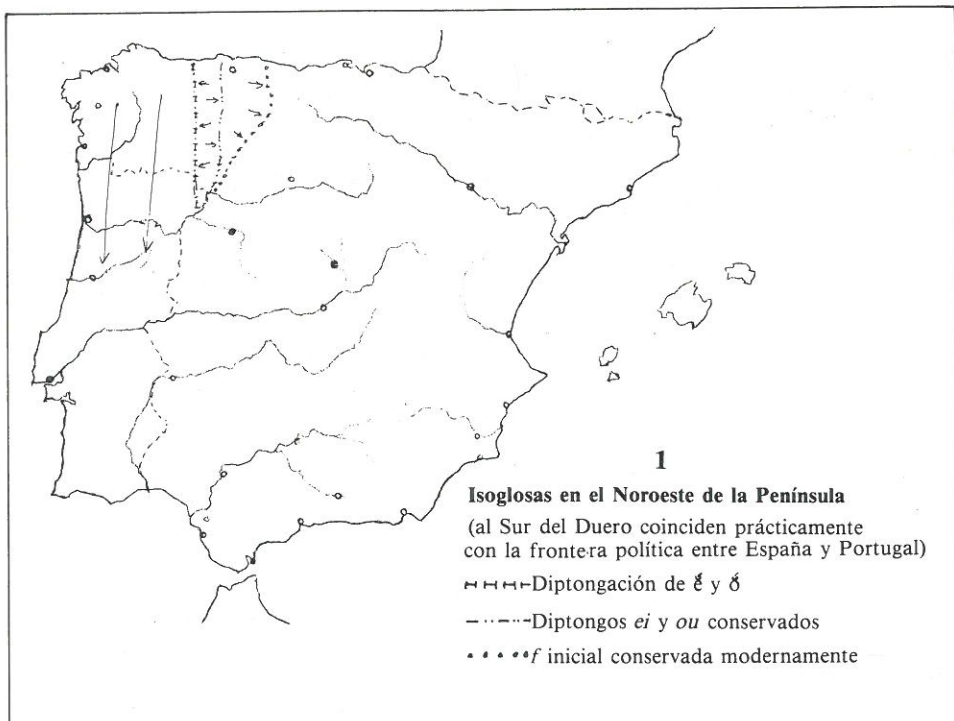 1
Isoglosas en el Noroeste de la Península
(al Sur del Duero coinciden prácticamente
con la frontera política entre España y Portugal)
Diptongación de ĕ́ y ŏ́
Diptongos ei y ou conservados
f inicial conservada modernamente